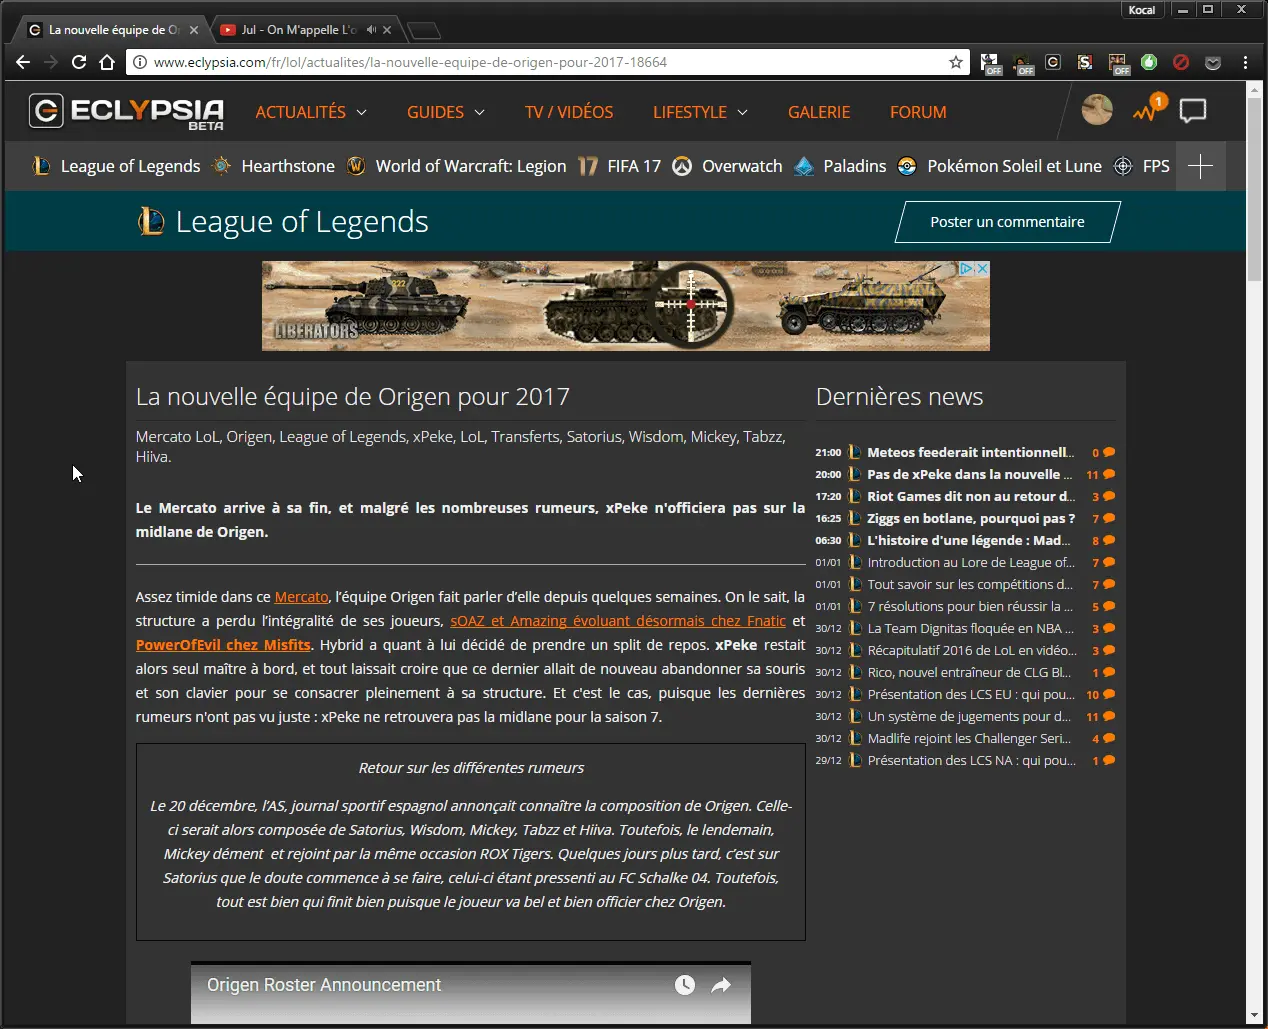 Kocal
La nouvelle équipe de Or
Jul - On M'appelle L'o
www.eclypsia.com/fr/lol/actualites/la-nouvelle-equipe-de-origen-pour-2017-18664
OFF
OFF
OFF
ECLYPSIA
BETA
ACTUALITÉS
GUIDES
TV / VIDÉOS
LIFESTYLE
GALERIE
FORUM
1
League of Legends
Hearthstone
World of Warcraft: Legion
17
FIFA 17
Overwatch
Paladins
Pokémon Soleil et Lune
FPS
League of Legends
Poster un commentaire
222
LIBERATORS
La nouvelle équipe de Origen pour 2017
Mercato LoL, Origen, League of Legends, xPeke, LoL, Transferts, Satorius, Wisdom, Mickey, Tabzz,
Hiiva.
Le Mercato arrive à sa fin, et malgré les nombreuses rumeurs, xPeke n'officiera pas sur la
midlane de Origen.
Assez timide dans ce Mercato, l'équipe Origen fait parler d'elle depuis quelques semaines. On le sait, la
structure a perdu l'intégralité de ses joueurs, sOAZ et Amazing évoluant désormais chez Fnatic et
PowerOfEvil chez Misfits. Hybrid a quant à lui décidé de prendre un split de repos. xPeke restait
alors seul maître à bord, et tout laissait croire que ce dernier allait de nouveau abandonner sa souris
et son clavier pour se consacrer pleinement à sa structure. Et c'est le cas, puisque les dernières
rumeurs n'ont pas vu juste : xPeke ne retrouvera pas la midlane pour la saison 7.
Retour sur les différentes rumeurs
Le 20 décembre, l'AS, journal sportif espagnol annonçait connaître la composition de Origen. Celle-
ci serait alors composée de Satorius, Wisdom, Mickey, Tabzz et Hiiva. Toutefois, le lendemain,
Mickey dément et rejoint par la même occasion ROX Tigers. Quelques jours plus tard, c'est sur
Satorius que le doute commence à se faire, celui-ci étant pressenti au FC Schalke 04. Toutefois,
tout est bien qui finit bien puisque le joueur va bel et bien officier chez Origen.
Origen Roster Announcement
Dernières news
21:00 Meteos feederait intentionnell... 0
20:00 Pas de xPeke dans la nouvelle ... 11
17:20 Riot Games dit non au retour d... 3
16:25 Ziggs en botlane, pourquoi pas ? 7
06:30 L'histoire d'une légende : Mad... 8
01/01 Introduction au Lore de League of... 7
01/01 Tout savoir sur les compétitions d... 7
01/01 7 résolutions pour bien réussir la ... 5
30/12 La Team Dignitas floquée en NBA ... 3
30/12 Récapitulatif 2016 de LoL en vidéo... 3
30/12 Rico, nouvel entraîneur de CLG Bl... 1
30/12 Présentation des LCS EU : qui pou... 10
30/12 Un système de jugements pour d... 11
30/12 Madlife rejoint les Challenger Seri... 4
29/12 Présentation des LCS NA : qui pou... 1